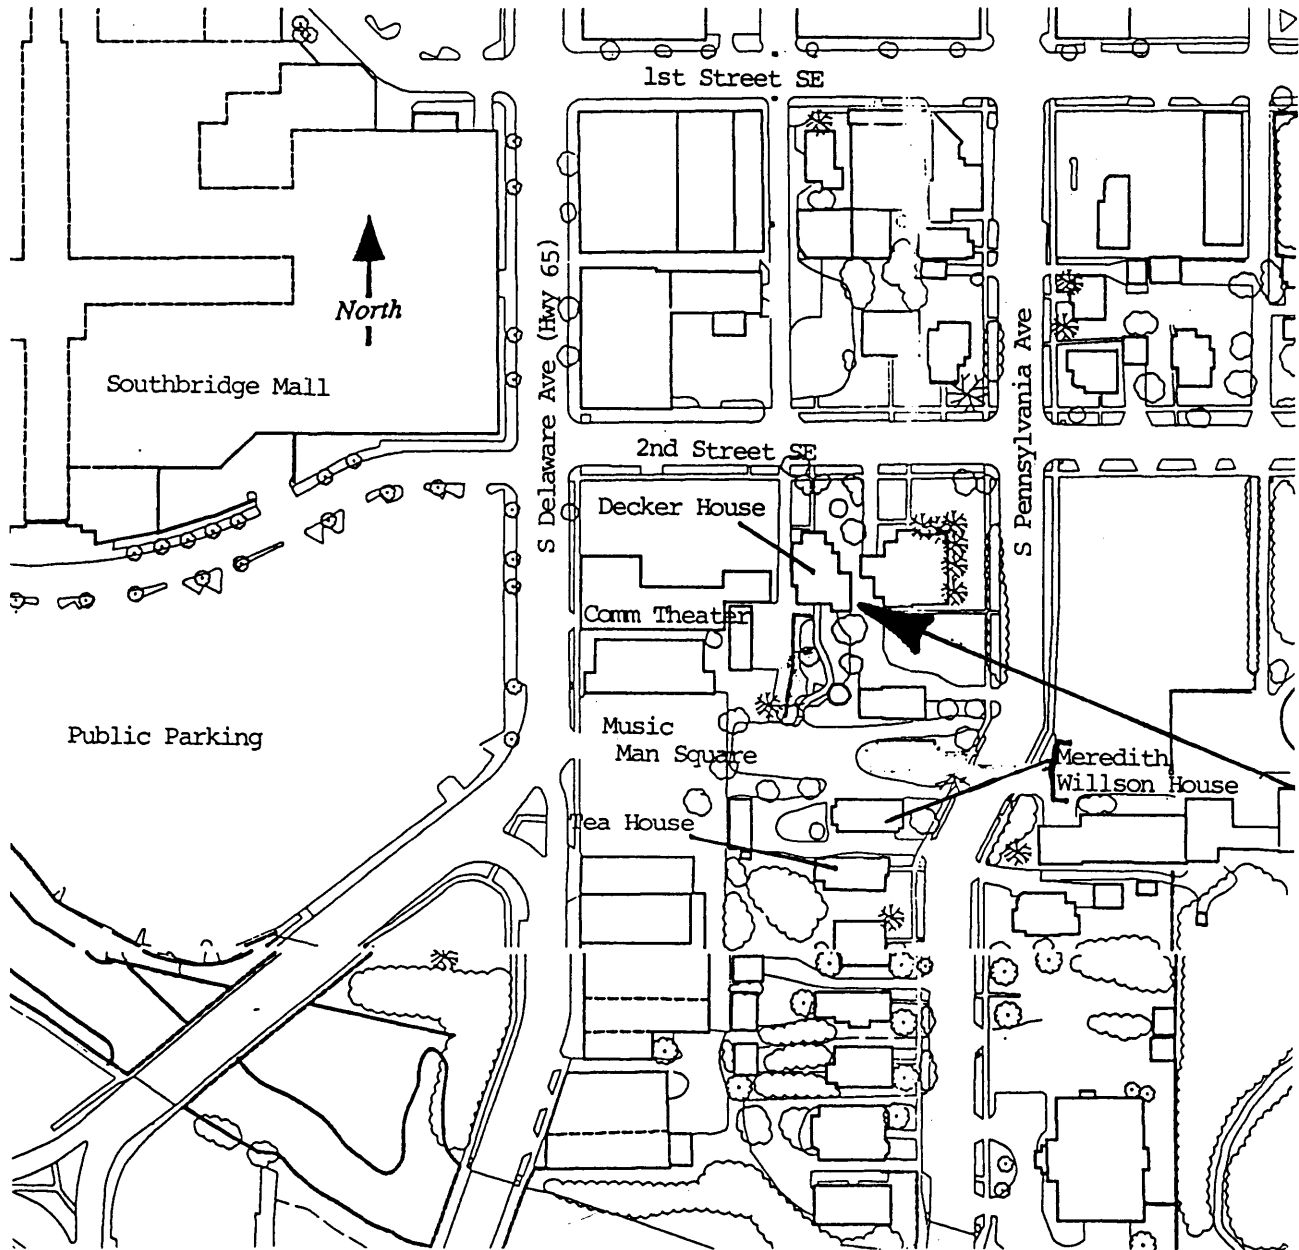 1st Street SE
S Delaware Ave (Hwy 65)
North
S Pennsylvania Ave
Southbridge Mall
2nd Street SE
Decker House
Comm Theater
Public Parking
Music
Man Square
Meredith
Willson House
Tea House